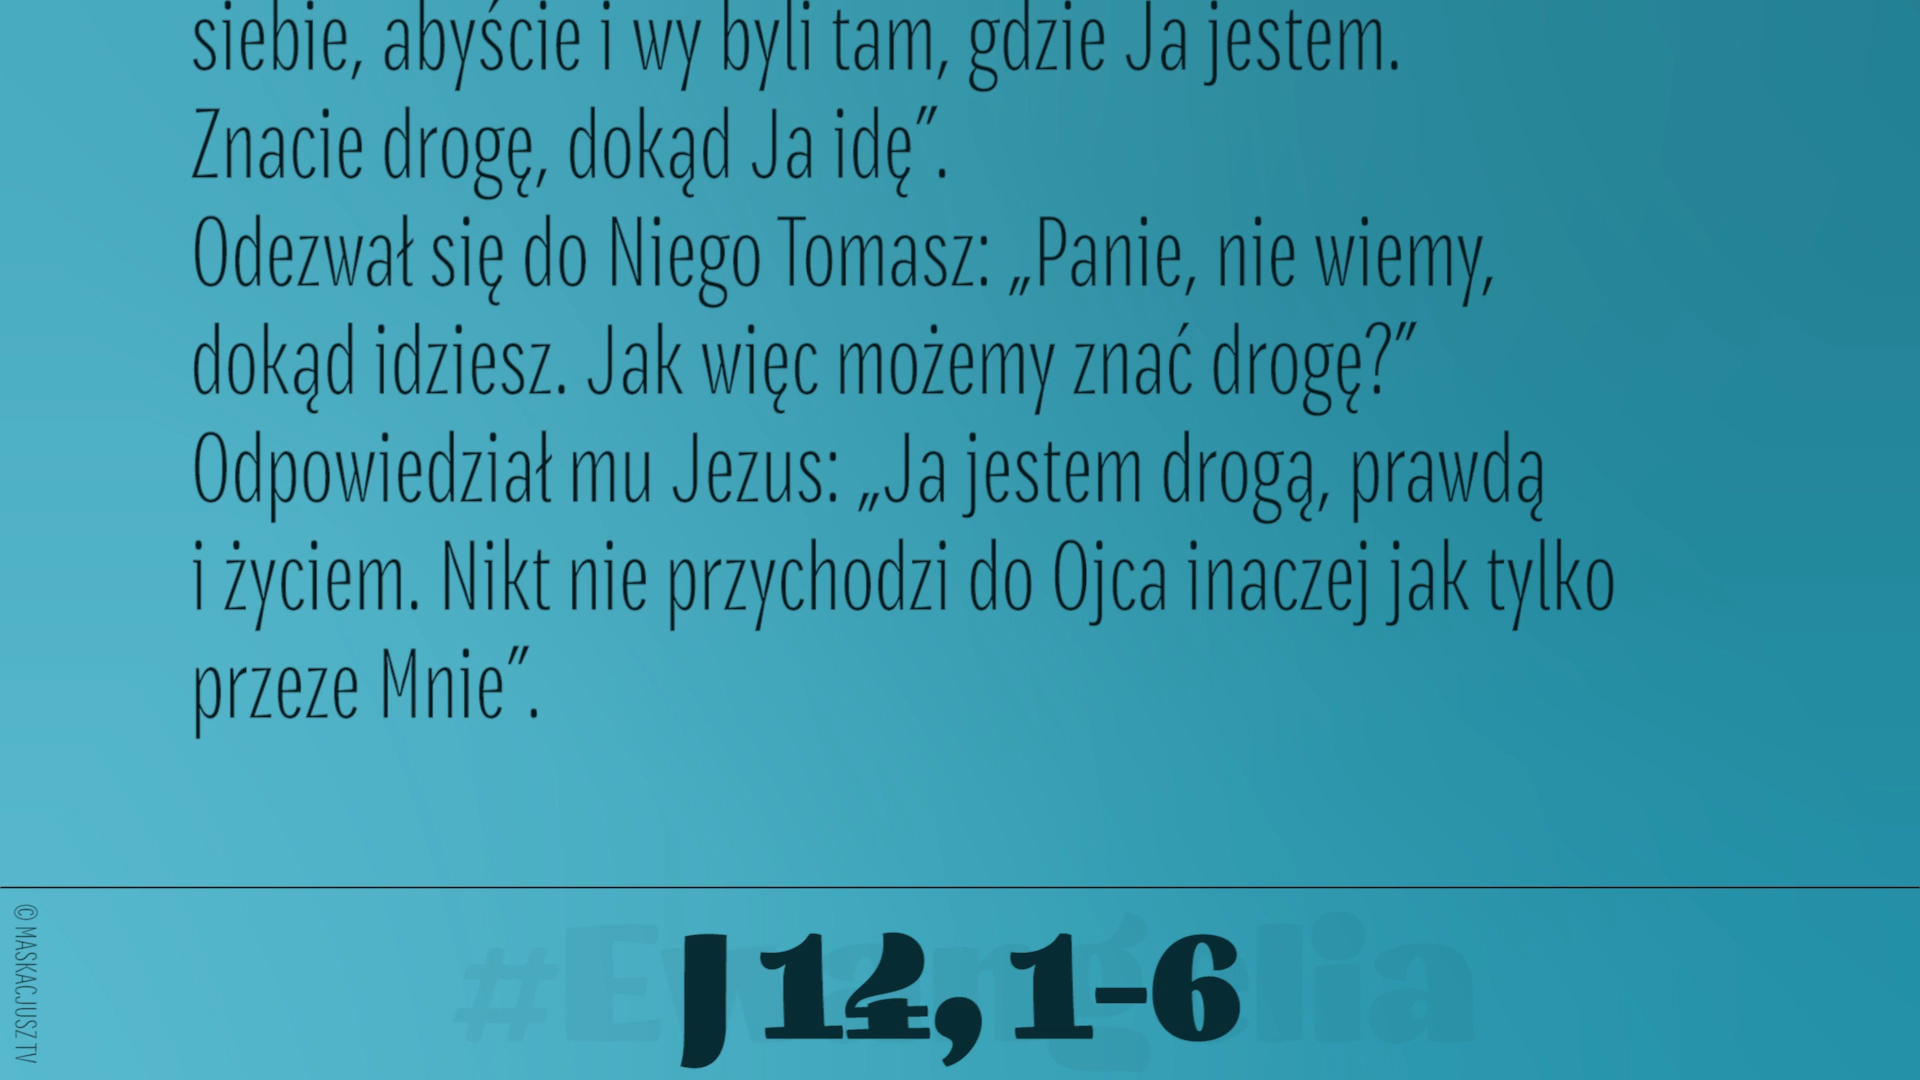 siebie, abyście i wy byli tam, gdzie Ja jestem.
Znacie drogę, dokąd Ja idę”.
Odezwał się do Niego Tomasz: „Panie, nie wiemy,
dokąd idziesz. Jak więc możemy znać drogę?”
Odpowiedział mu Jezus: „Ja jestem drogą, prawdą
i życiem. Nikt nie przychodzi do Ojca inaczej jak tylko
przeze Mnie”.
#Ewangelia
J 14, 1-6
© MASKACJUSZ TV